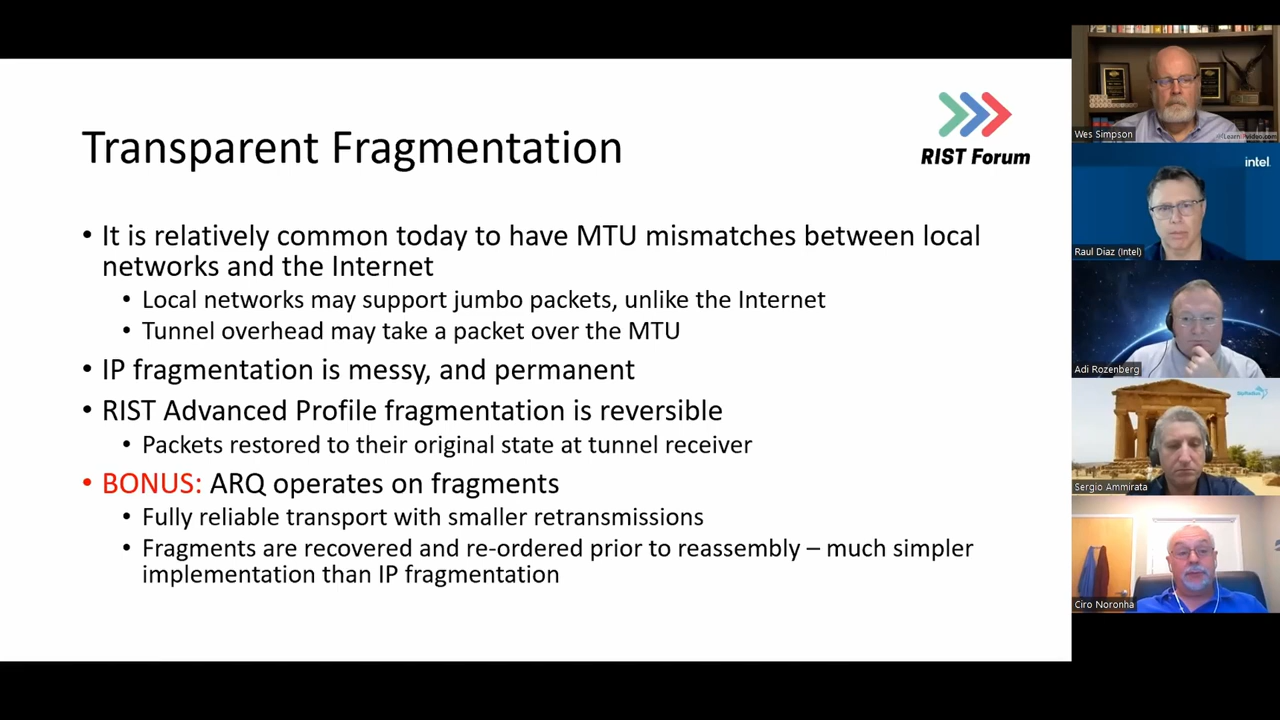 Transparent Fragmentation
RIST Forum
• It is relatively common today to have MTU mismatches between local
networks and the Internet
• Local networks may support jumbo packets, unlike the Internet
• Tunnel overhead may take a packet over the MTU
• IP fragmentation is messy, and permanent
• RIST Advanced Profile fragmentation is reversible
• Packets restored to their original state at tunnel receiver
• BONUS: ARQ operates on fragments
• Fully reliable transport with smaller retransmissions
• Fragments are recovered and re-ordered prior to reassembly – much simpler
implementation than IP fragmentation
Wes Simpson
intel.
Raul Diaz (Intel)
Adi Rozenberg
Sergio Ammirata
Ciro Noronha